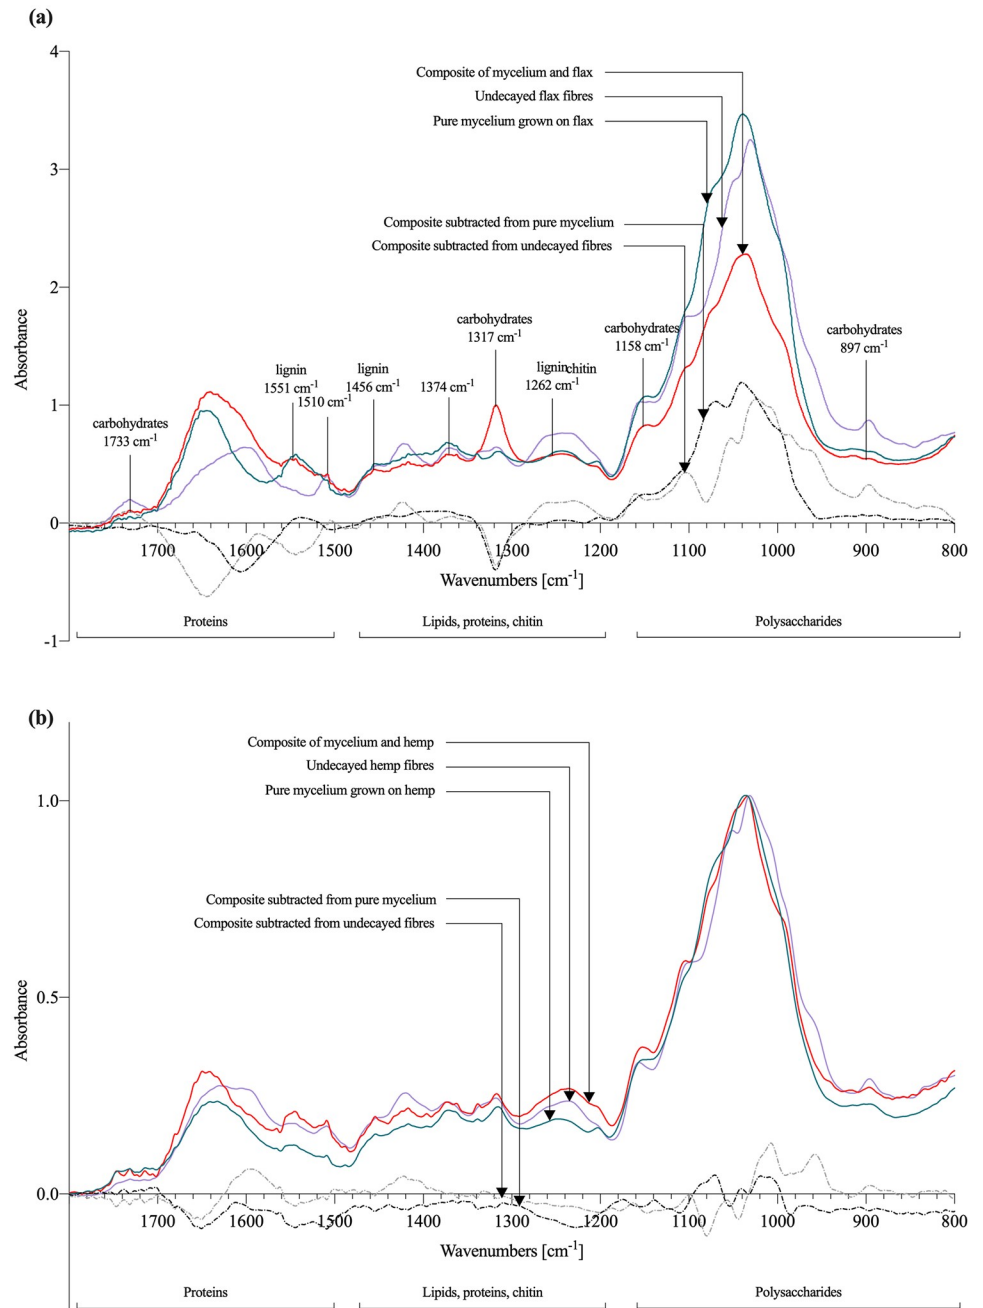 (a)
4
Composite of mycelium and flax
Undecayed flax fibres
Pure mycelium grown on flax
3
Composite subtracted from pure mycelium
Composite subtracted from undecayed fibres
2
Absorbance
carbohydrates
1317 cm-1
carbohydrates
1158 cm-1
carbohydrates
897 cm-1
lignin
1551 cm-1
1510 cm-1
lignin
1456 cm-1
1374 cm-1
lignin
chitin
1262 cm-1
1
carbohydrates
1733 cm-1
0
1700 1600 1500 1400 1300 1200 1100 1000 900 800
Wavenumbers [cm-1]
Proteins Lipids, proteins, chitin Polysaccharides
-1
(b)
Composite of mycelium and hemp
Undecayed hemp fibres
Pure mycelium grown on hemp
1.0
Composite subtracted from pure mycelium
Composite subtracted from undecayed fibres
0.5
Absorbance
0.0
1700 1600 1500 1400 1300 1200 1100 1000 900 800
Wavenumbers [cm-1]
Proteins Lipids, proteins, chitin Polysaccharides